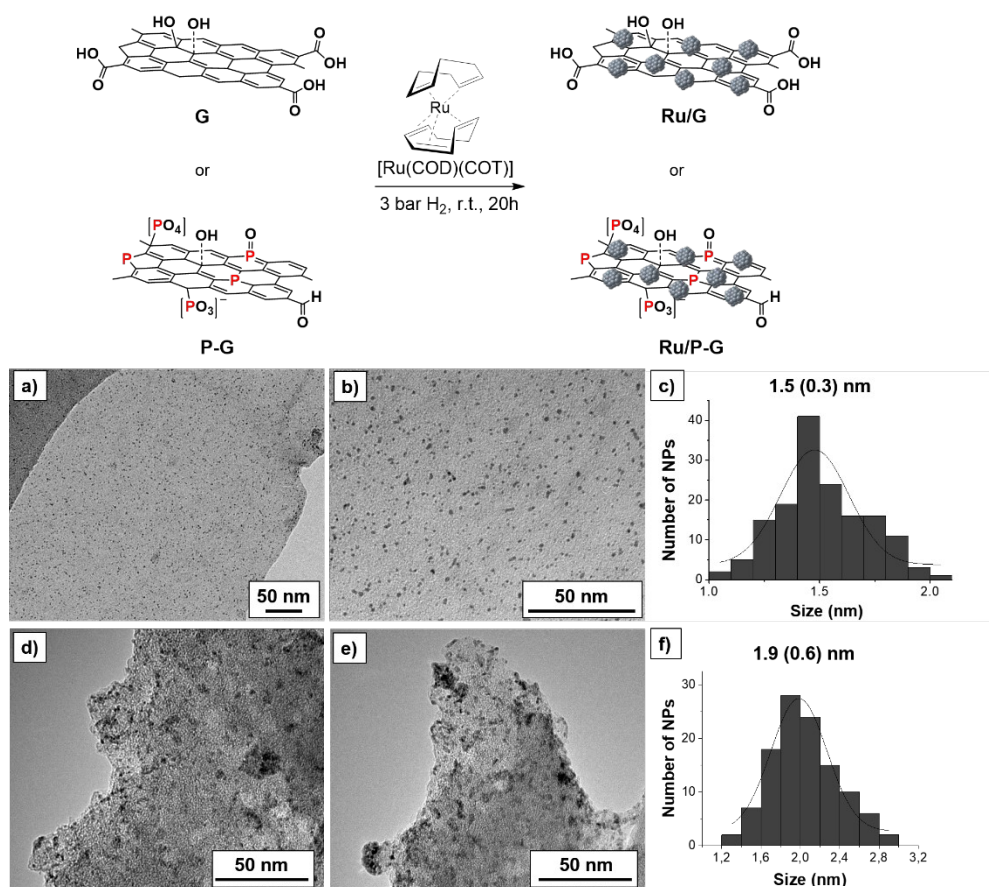 HO OH
HO
O
O
OH
O
OH
O
G
or
[PO4]
OH
O
P
P
P
[PO3]−
H
O
P-G
Ru
[Ru(COD)(COT)]
3 bar H2, r.t., 20h
HO OH
HO
O
O
OH
O
OH
O
Ru/G
or
[PO4]
OH
O
P
P
P
[PO3]−
H
O
Ru/P-G
a)
50 nm
b)
50 nm
c)
1.5 (0.3) nm
Number of NPs
40
30
20
10
0
1.0 1.5 2.0
Size (nm)
d)
50 nm
e)
50 nm
f)
1.9 (0.6) nm
Number of NPs
30
20
10
0
1,2 1,6 2,0 2,4 2,8 3,2
Size (nm)